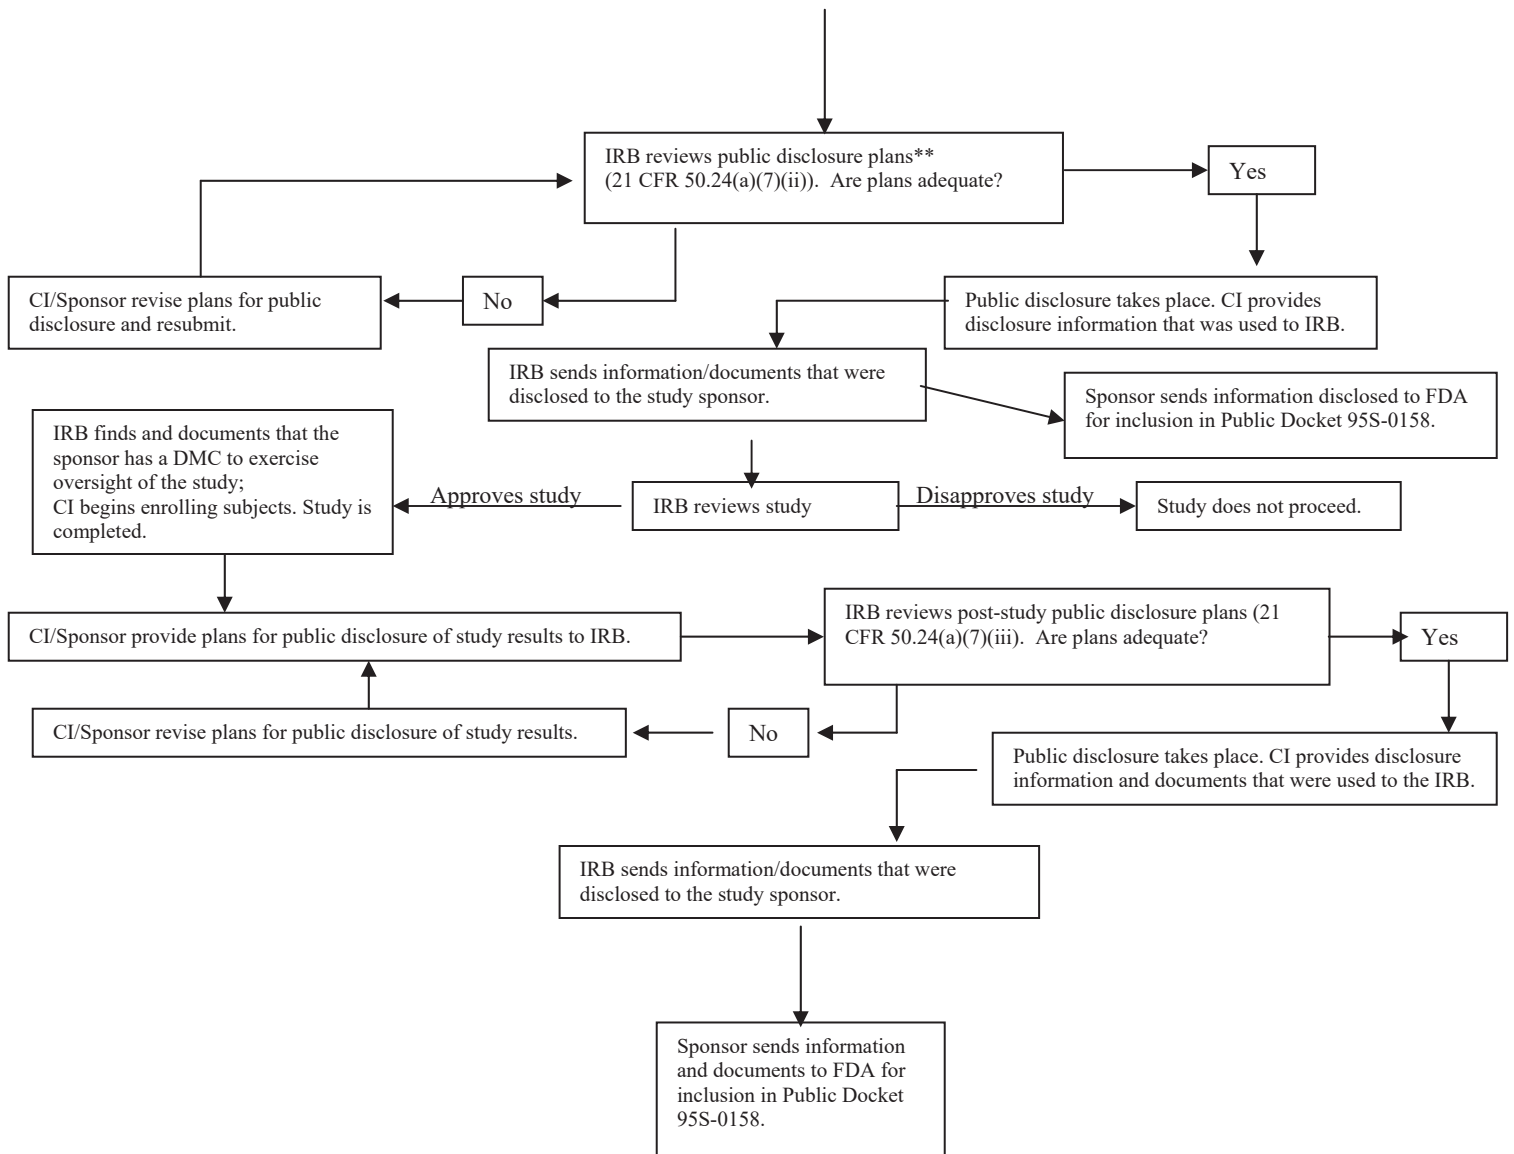 IRB reviews public disclosure plans**
(21 CFR 50.24(a)(7)(ii)).  Are plans adequate?
Yes
CI/Sponsor revise plans for public
disclosure and resubmit.
No
Public disclosure takes place. CI provides
disclosure information that was used to IRB.
IRB sends information/documents that were
disclosed to the study sponsor.
Sponsor sends information disclosed to FDA
for inclusion in Public Docket 95S-0158.
IRB finds and documents that the
sponsor has a DMC to exercise
oversight of the study;
CI begins enrolling subjects. Study is
completed.
Approves study
IRB reviews study
Disapproves study
Study does not proceed.
CI/Sponsor provide plans for public disclosure of study results to IRB.
IRB reviews post-study public disclosure plans (21
CFR 50.24(a)(7)(iii).  Are plans adequate?
Yes
CI/Sponsor revise plans for public disclosure of study results.
No
Public disclosure takes place. CI provides disclosure
information and documents that were used to the IRB.
IRB sends information/documents that were
disclosed to the study sponsor.
Sponsor sends information
and documents to FDA for
inclusion in Public Docket
95S-0158.